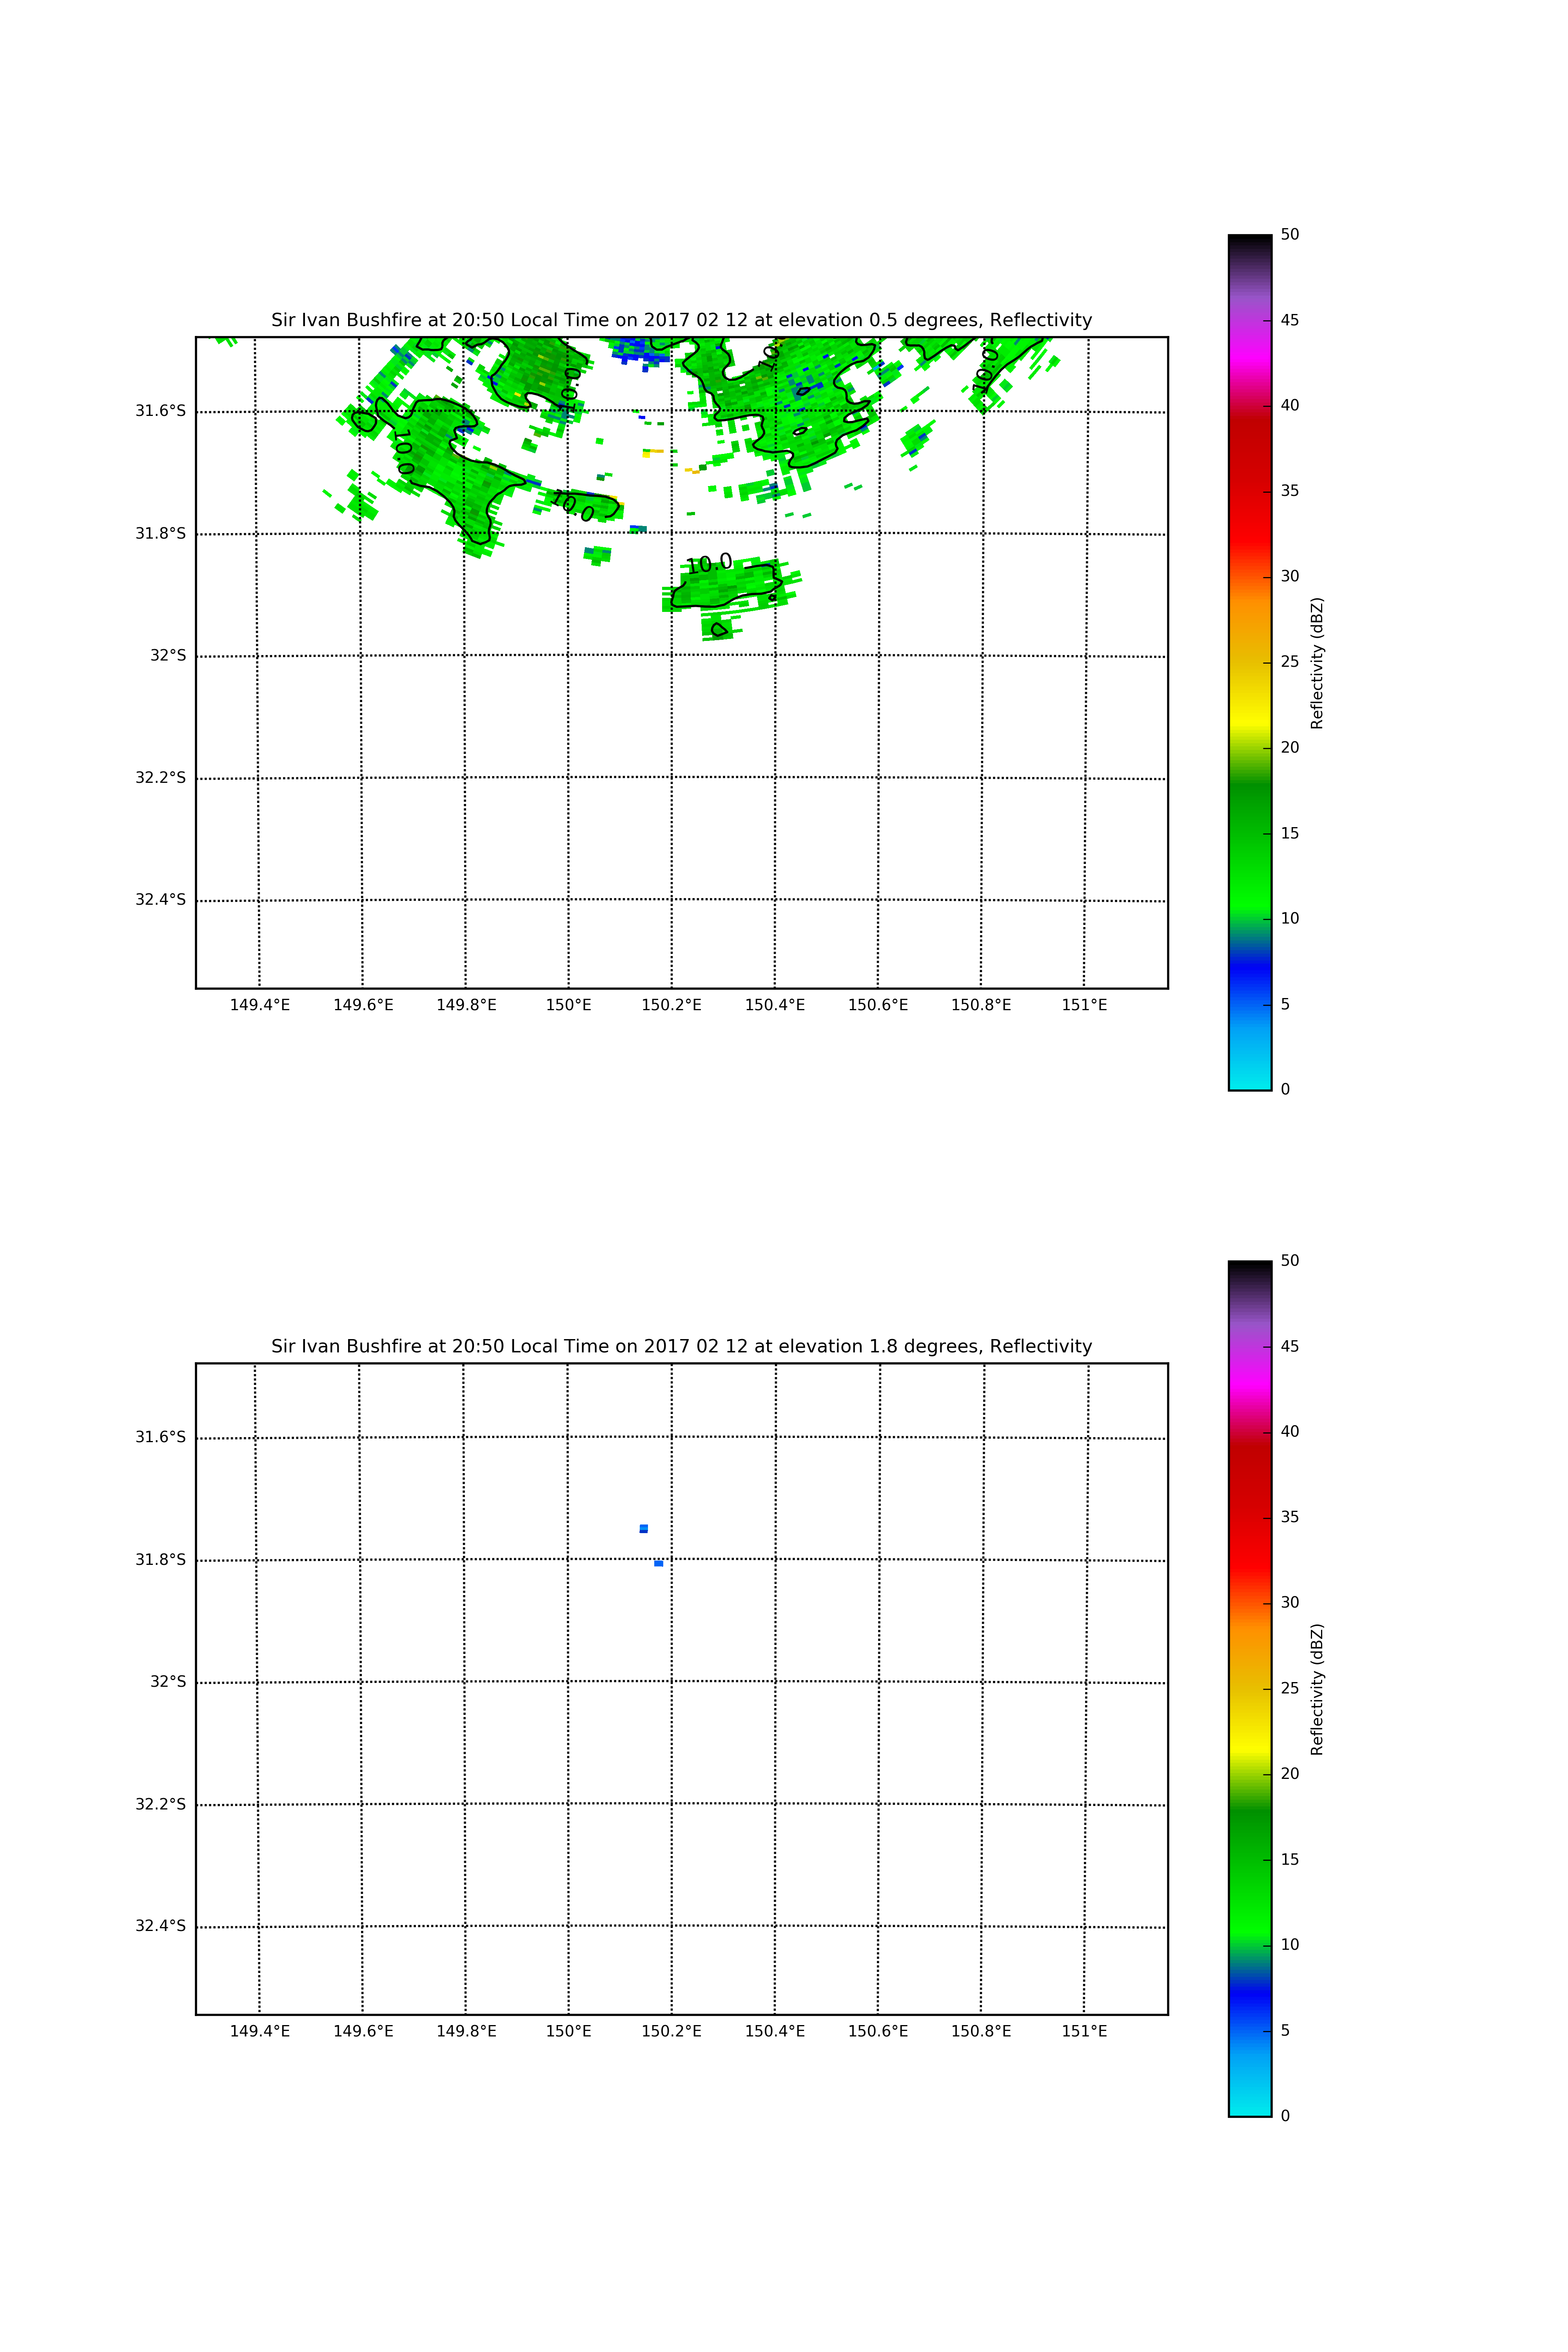 Sir Ivan Bushfire at 20:50 Local Time on 2017 02 12 at elevation 0.5 degrees, Reflectivity
31.6°S
31.8°S
32°S
32.2°S
32.4°S
149.4°E 149.6°E 149.8°E 150°E 150.2°E 150.4°E 150.6°E 150.8°E 151°E
10.0
10.0
10.0
10.0
10.0
10
50
45
40
35
30
25
20
15
10
5
0
Reflectivity (dBZ)
Sir Ivan Bushfire at 20:50 Local Time on 2017 02 12 at elevation 1.8 degrees, Reflectivity
31.6°S
31.8°S
32°S
32.2°S
32.4°S
149.4°E 149.6°E 149.8°E 150°E 150.2°E 150.4°E 150.6°E 150.8°E 151°E
50
45
40
35
30
25
20
15
10
5
0
Reflectivity (dBZ)